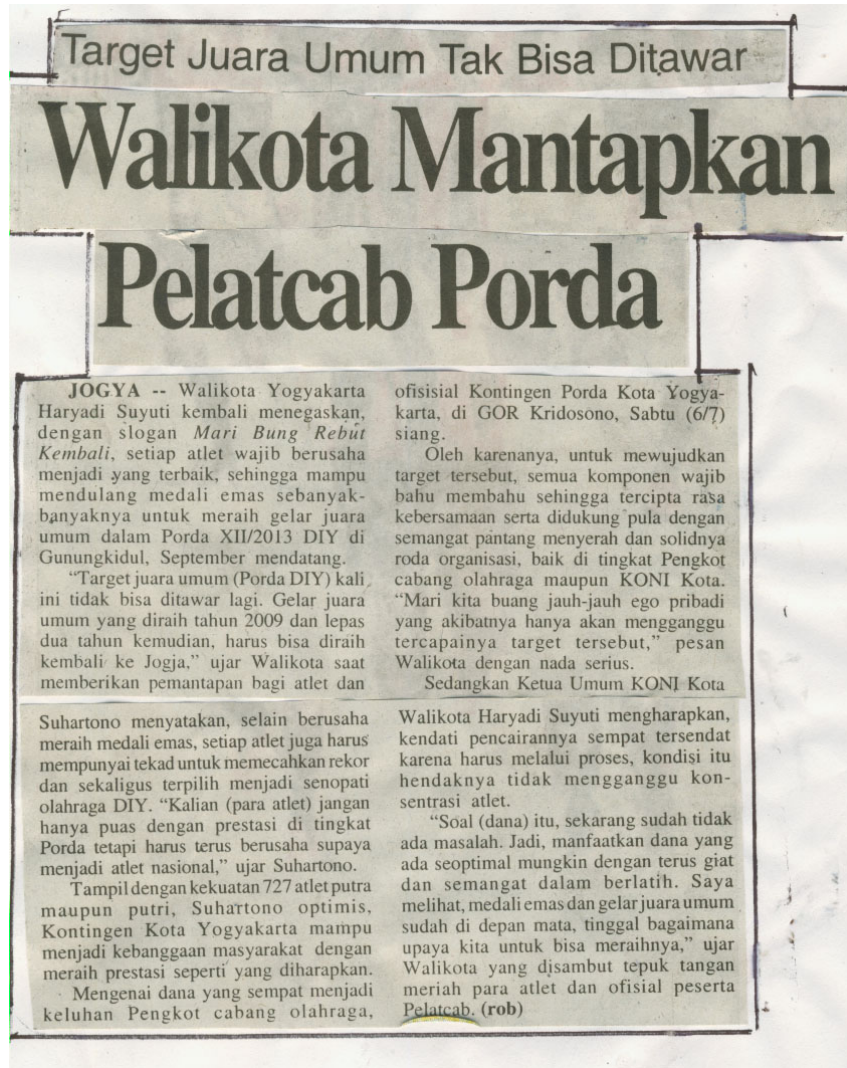 Target Juara Umum Tak Bisa Ditawar
Walikota Mantapkan
Pelatcab Porda
JOGYA -- Walikota Yogyakarta
Haryadi Suyuti kembali menegaskan,
dengan slogan Mari Bung Rebut
Kembali, setiap atlet wajib berusaha
menjadi yang terbaik, sehingga mampu
mendulang medali emas sebanyak-
banyaknya untuk meraih gelar juara
umum dalam Porda XII/2013 DIY di
Gunungkidul, September mendatang.
“Target juara umum (Porda DIY) kali
ini tidak bisa ditawar lagi. Gelar juara
umum yang diraih tahun 2009 dan lepas
dua tahun kemudian, harus bisa diraih
kembali ke Jogja,” ujar Walikota saat
memberikan pemantapan bagi atlet dan
ofisisial Kontingen Porda Kota Yogya-
karta, di GOR Kridosono, Sabtu (6/7)
siang.
Oleh karenanya, untuk mewujudkan
target tersebut, semua komponen wajib
bahu membahu sehingga tercipta rasa
kebersamaan serta didukung pula dengan
semangat pantang menyerah dan solidnya
roda organisasi, baik di tingkat Pengkot
cabang olahraga maupun KONI Kota.
“Mari kita buang jauh-jauh ego pribadi
yang akibatnya hanya akan mengganggu
tercapainya target tersebut,” pesan
Walikota dengan nada serius.
Sedangkan Ketua Umum KONI Kota
Suhartono menyatakan, selain berusaha
meraih medali emas, setiap atlet juga harus
mempunyai tekad untuk memecahkan rekor
dan sekaligus terpilih menjadi senopati
olahraga DIY. “Kalian (para atlet) jangan
hanya puas dengan prestasi di tingkat
Porda tetapi harus terus berusaha supaya
menjadi atlet nasional,” ujar Suhartono.
Tampil dengan kekuatan 727 atlet putra
maupun putri, Suhartono optimis,
Kontingen Kota Yogyakarta mampu
menjadi kebanggaan masyarakat dengan
meraih prestasi seperti yang diharapkan.
Mengenai dana yang sempat menjadi
keluhan Pengkot cabang olahraga,
Walikota Haryadi Suyuti mengharapkan,
kendati pencairannya sempat tersendat
karena harus melalui proses, kondisi itu
hendaknya tidak mengganggu kon-
sentrasi atlet.
“Soal (dana) itu, sekarang sudah tidak
ada masalah. Jadi, manfaatkan dana yang
ada seoptimal mungkin dengan terus giat
dan semangat dalam berlatih. Saya
melihat, medali emas dan gelar juara umum
sudah di depan mata, tinggal bagaimana
upaya kita untuk bisa meraihnya,” ujar
Walikota yang disambut tepuk tangan
meriah para atlet dan ofisial peserta
Pelatcab. (rob)